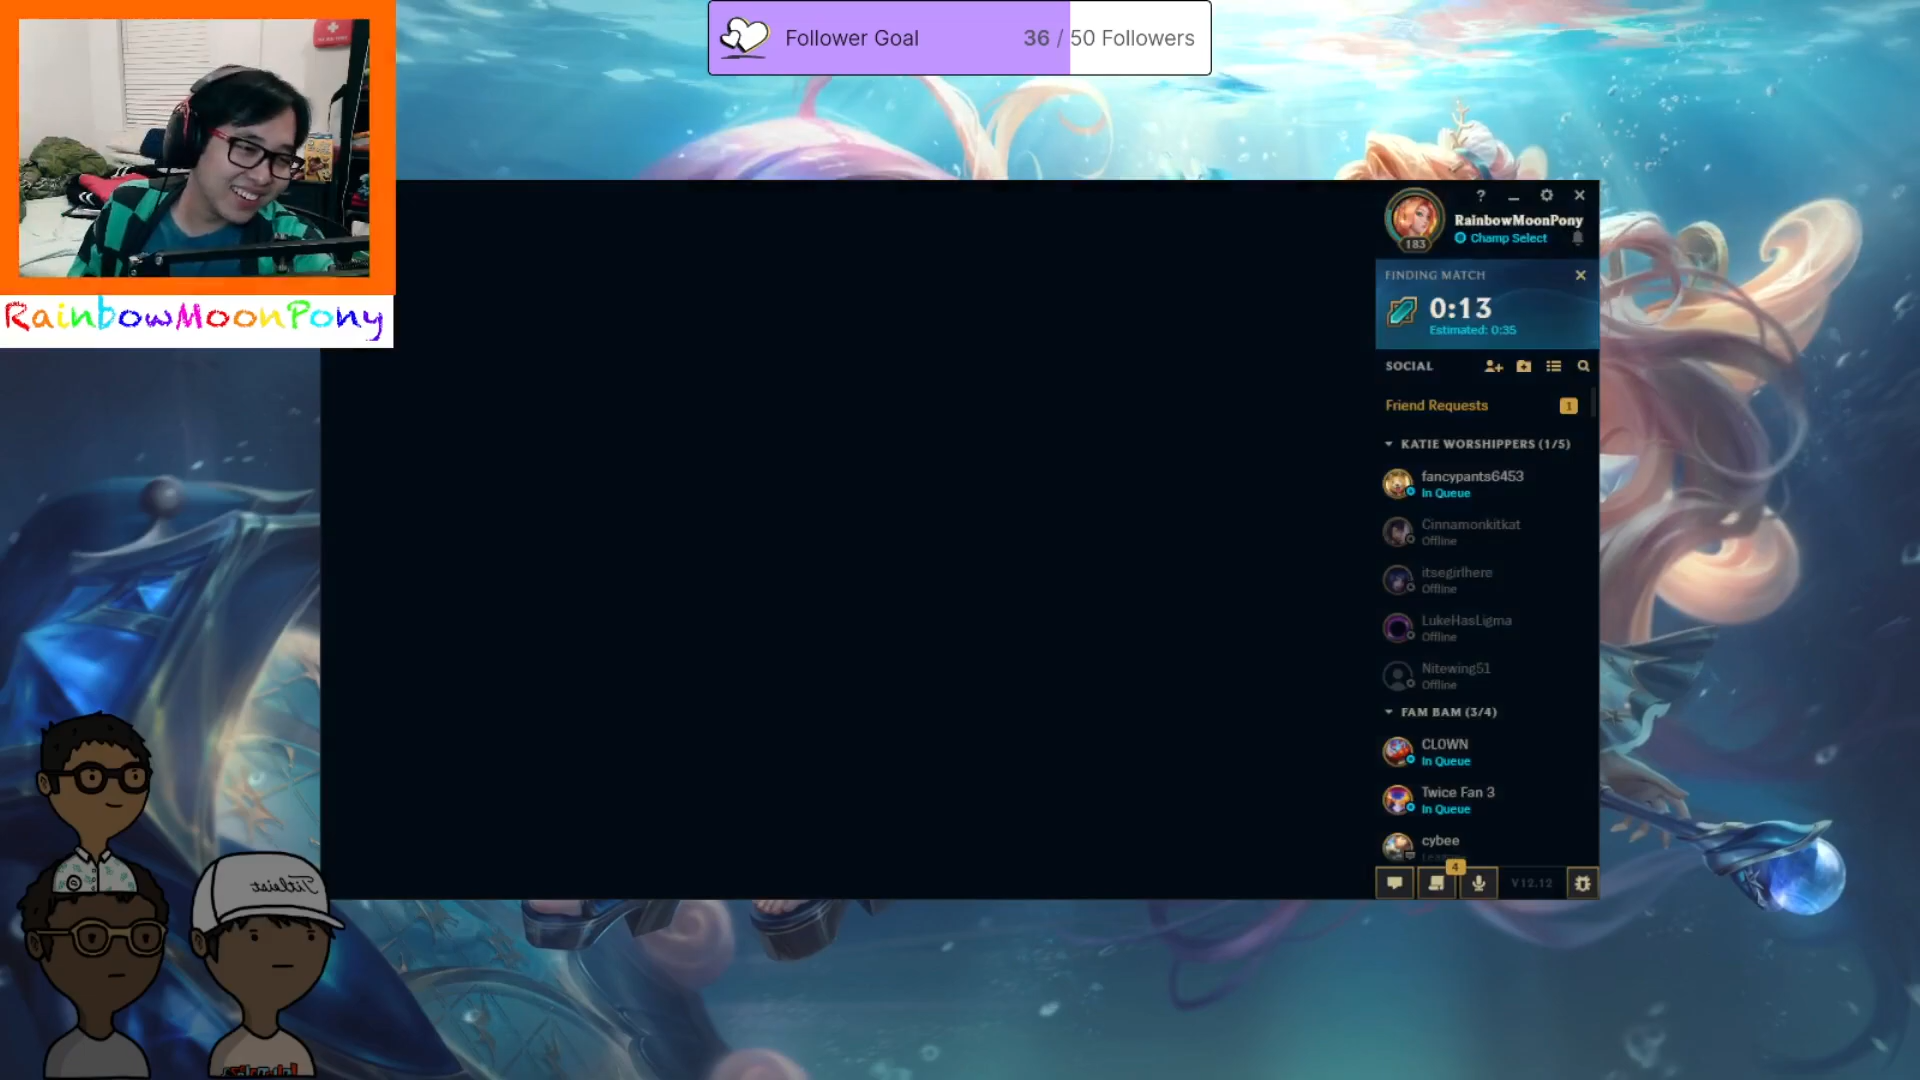 Follower Goal 36 / 50 Followers
RainbowMoonPony
183
RainbowMoonPony
Champ Select
FINDING MATCH
0:13
Estimated: 0:35
SOCIAL
Friend Requests 1
KATIE WORSHIPPERS (1/5)
fancypants6453
In Queue
Cinnamonkitkat
Offline
itsegirlhere
Offline
LukeHasLigma
Offline
Nitewing51
Offline
FAM BAM (3/4)
CLOWN
In Queue
Twice Fan 3
In Queue
cybee
4
V12.12
Titleist